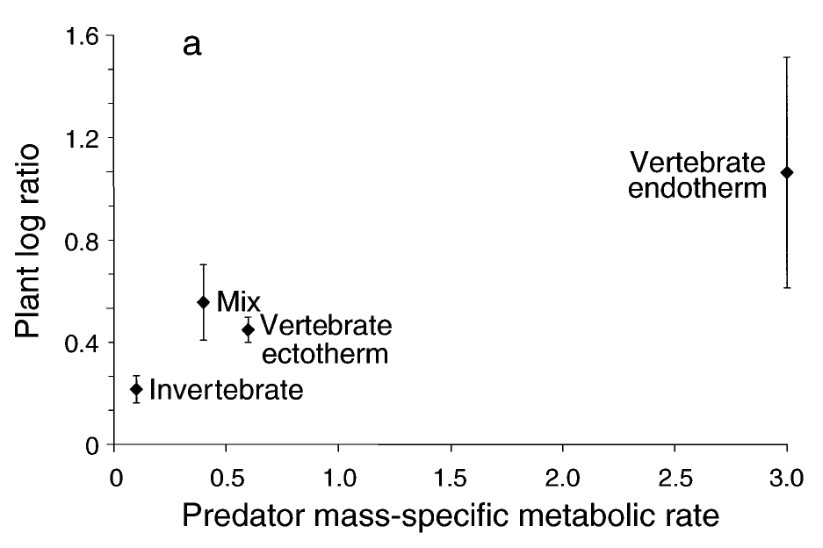 a
1.6
1.2
0.8
0.4
0
Plant log ratio
Vertebrate
endotherm
Mix
Vertebrate
ectotherm
Invertebrate
0 0.5 1.0 1.5 2.0 2.5 3.0
Predator mass-specific metabolic rate